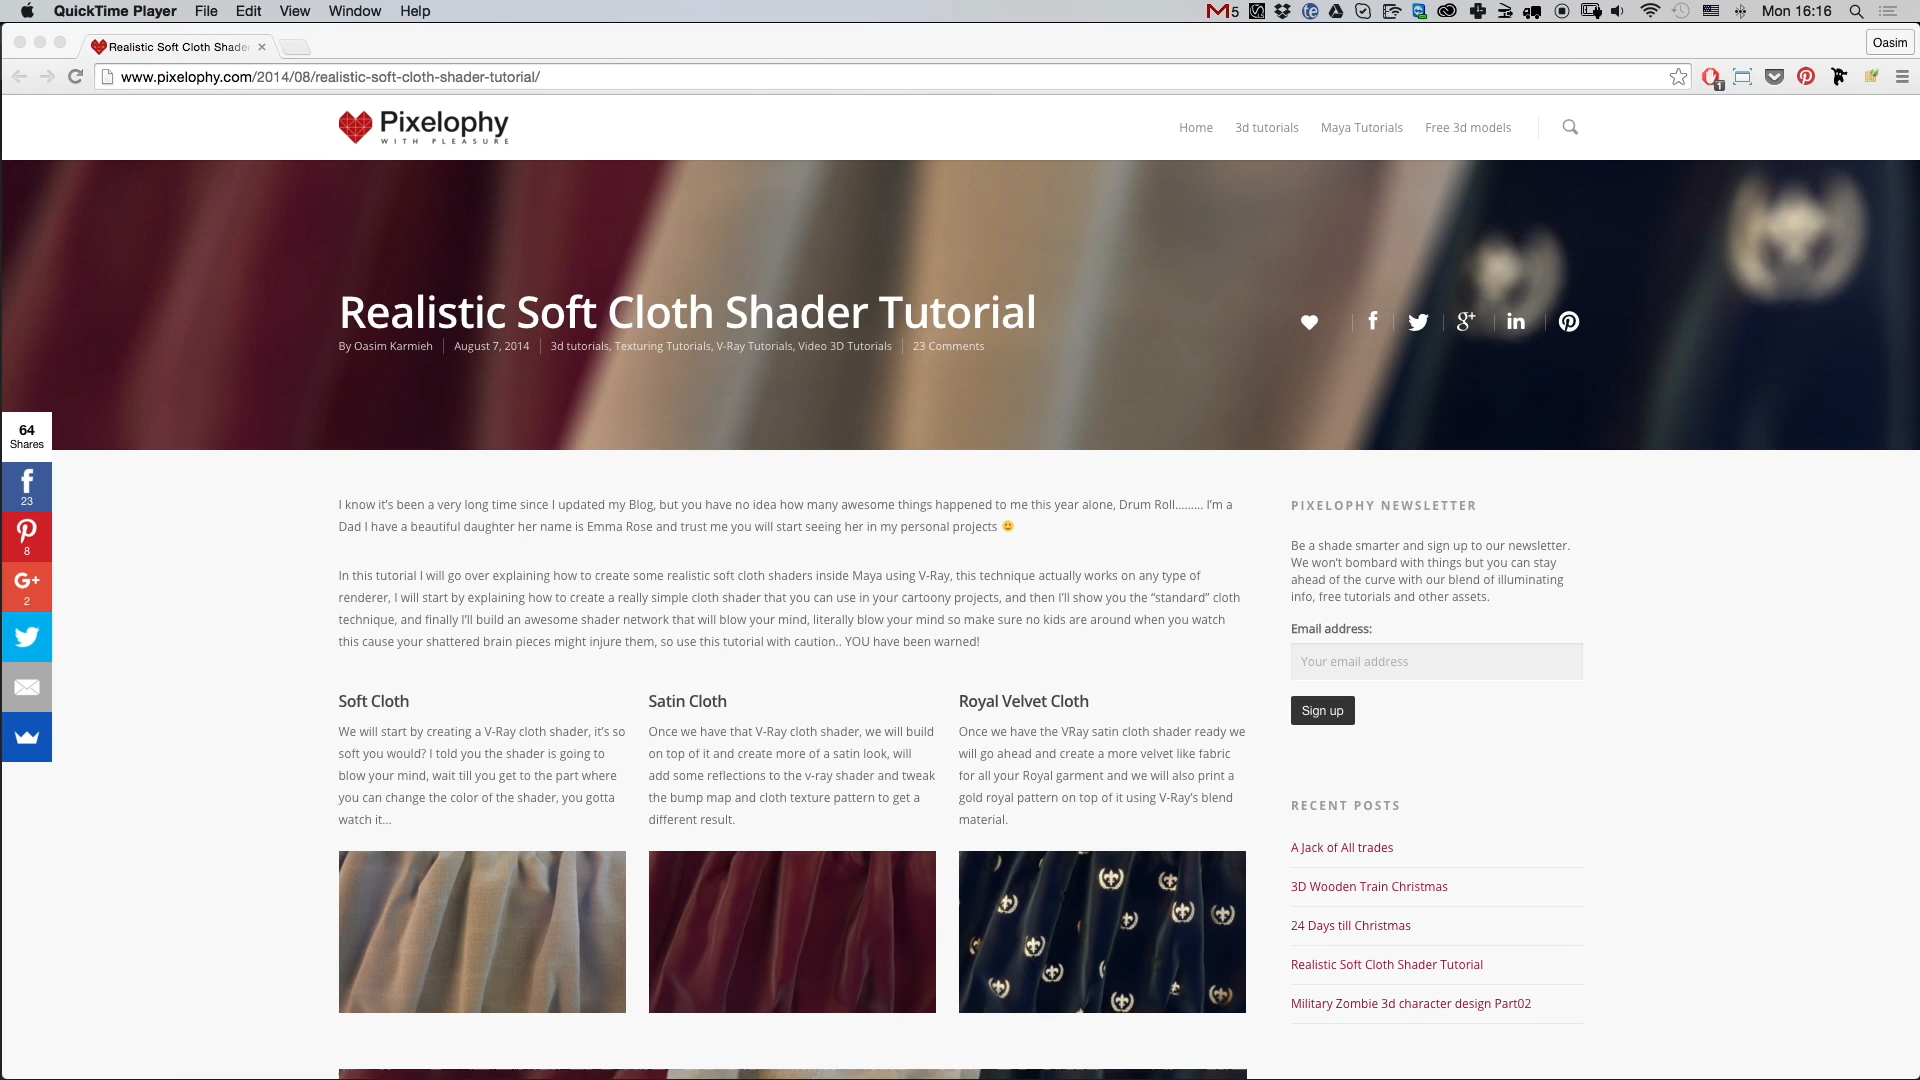 QuickTime Player File Edit View Window Help
5
Mon 16:16
Realistic Soft Cloth Shader
Oasim
www.pixelophy.com/2014/08/realistic-soft-cloth-shader-tutorial/
1
Pixelophy
WITH PLEASURE
Home 3d tutorials Maya Tutorials Free 3d models
Realistic Soft Cloth Shader Tutorial
By Oasim Karmieh August 7, 2014 3d tutorials, Texturing Tutorials, V-Ray Tutorials, Video 3D Tutorials 23 Comments
64
Shares
23
8
2
I know it's been a very long time since I updated my Blog, but you have no idea how many awesome things happened to me this year alone, Drum Roll……… I'm a
Dad I have a beautiful daughter her name is Emma Rose and trust me you will start seeing her in my personal projects 🙂
In this tutorial I will go over explaining how to create some realistic soft cloth shaders inside Maya using V-Ray, this technique actually works on any type of
renderer, I will start by explaining how to create a really simple cloth shader that you can use in your cartoony projects, and then I'll show you the “standard” cloth
technique, and finally I'll build an awesome shader network that will blow your mind, literally blow your mind so make sure no kids are around when you watch
this cause your shattered brain pieces might injure them, so use this tutorial with caution.. YOU have been warned!
Soft Cloth
We will start by creating a V-Ray cloth shader, it's so
soft you would? I told you the shader is going to
blow your mind, wait till you get to the part where
you can change the color of the shader, you gotta
watch it…
Satin Cloth
Once we have that V-Ray cloth shader, we will build
on top of it and create more of a satin look, will
add some reflections to the v-ray shader and tweak
the bump map and cloth texture pattern to get a
different result.
Royal Velvet Cloth
Once we have the VRay satin cloth shader ready we
will go ahead and create a more velvet like fabric
for all your Royal garment and we will also print a
gold royal pattern on top of it using V-Ray's blend
material.
PIXELOPHY NEWSLETTER
Be a shade smarter and sign up to our newsletter.
We won't bombard with things but you can stay
ahead of the curve with our blend of illuminating
info, free tutorials and other assets.
Email address:
Your email address
Sign up
RECENT POSTS
A Jack of All trades
3D Wooden Train Christmas
24 Days till Christmas
Realistic Soft Cloth Shader Tutorial
Military Zombie 3d character design Part02